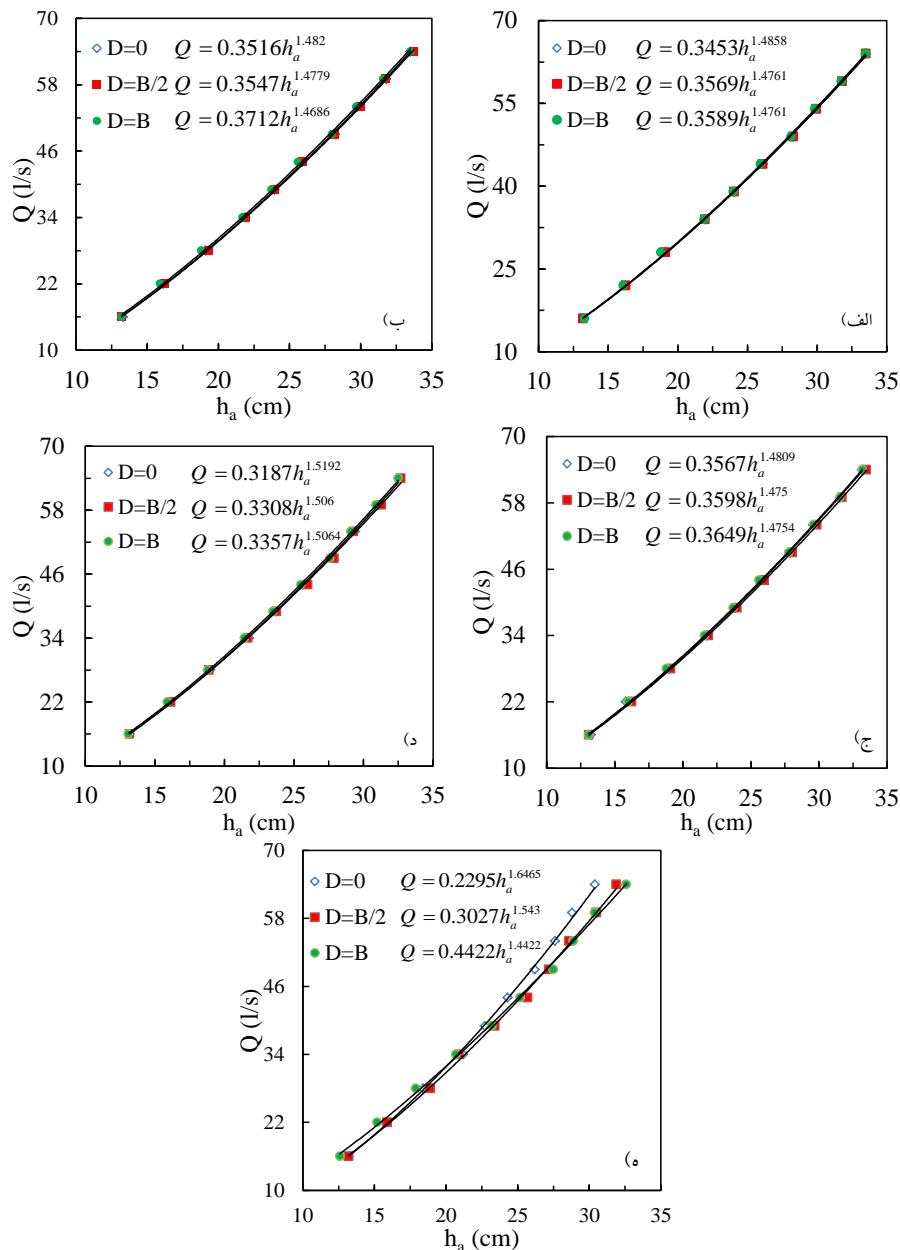 70
58
46
34
22
10
Q (l/s)
D=0 Q = 0.3516h_a^1.482
D=B/2 Q = 0.3547h_a^1.4779
D=B Q = 0.3712h_a^1.4686
ب)
10 15 20 25 30 35
h_a (cm)
70
55
40
25
10
Q (l/s)
D=0 Q = 0.3453h_a^1.4858
D=B/2 Q = 0.3569h_a^1.4761
D=B Q = 0.3589h_a^1.4761
الف)
10 15 20 25 30 35
h_a (cm)
70
58
46
34
22
10
Q (l/s)
D=0 Q = 0.3187h_a^1.5192
D=B/2 Q = 0.3308h_a^1.506
D=B Q = 0.3357h_a^1.5064
د)
10 15 20 25 30 35
h_a (cm)
70
58
46
34
22
10
Q (l/s)
D=0 Q = 0.3567h_a^1.4809
D=B/2 Q = 0.3598h_a^1.475
D=B Q = 0.3649h_a^1.4754
ج)
10 15 20 25 30 35
h_a (cm)
70
58
46
34
22
10
Q (l/s)
D=0 Q = 0.2295h_a^1.6465
D=B/2 Q = 0.3027h_a^1.543
D=B Q = 0.4422h_a^1.4422
ه)
10 15 20 25 30 35
h_a (cm)